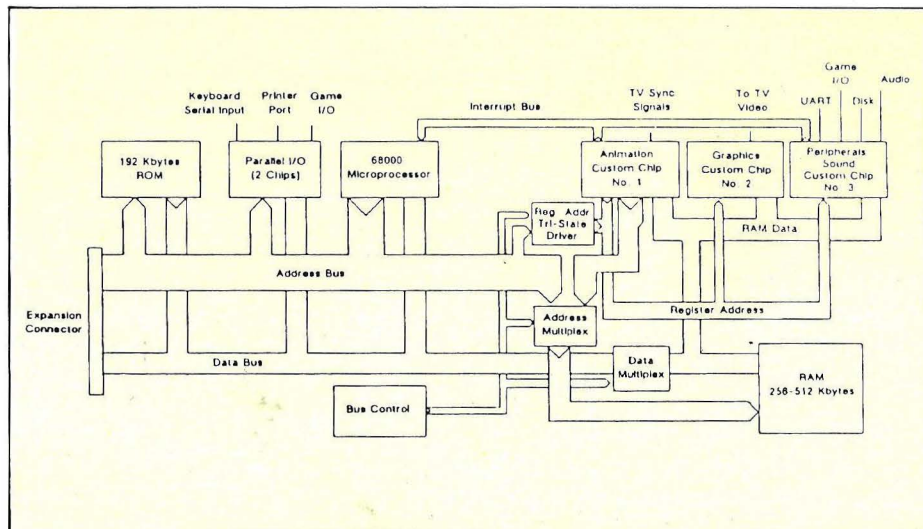 Game
I/O
Audio
Keyboard
Serial Input
Printer
Port
Game
I/O
TV Sync
Signals
To TV
Video
UART
Disk
Interrupt Bus
192 Kbytes
ROM
Parallel I/O
(2 Chips)
68000
Microprocessor
Animation
Custom Chip
No. 1
Graphics
Custom Chip
No. 2
Peripherals
Sound
Custom Chip
No. 3
Reg. Addr
Tri-State
Driver
RAM Data
Address Bus
Expansion
Connector
Address
Multiplex
Register Address
Data Bus
Data
Multiplex
RAM
256-512 Kbytes
Bus Control